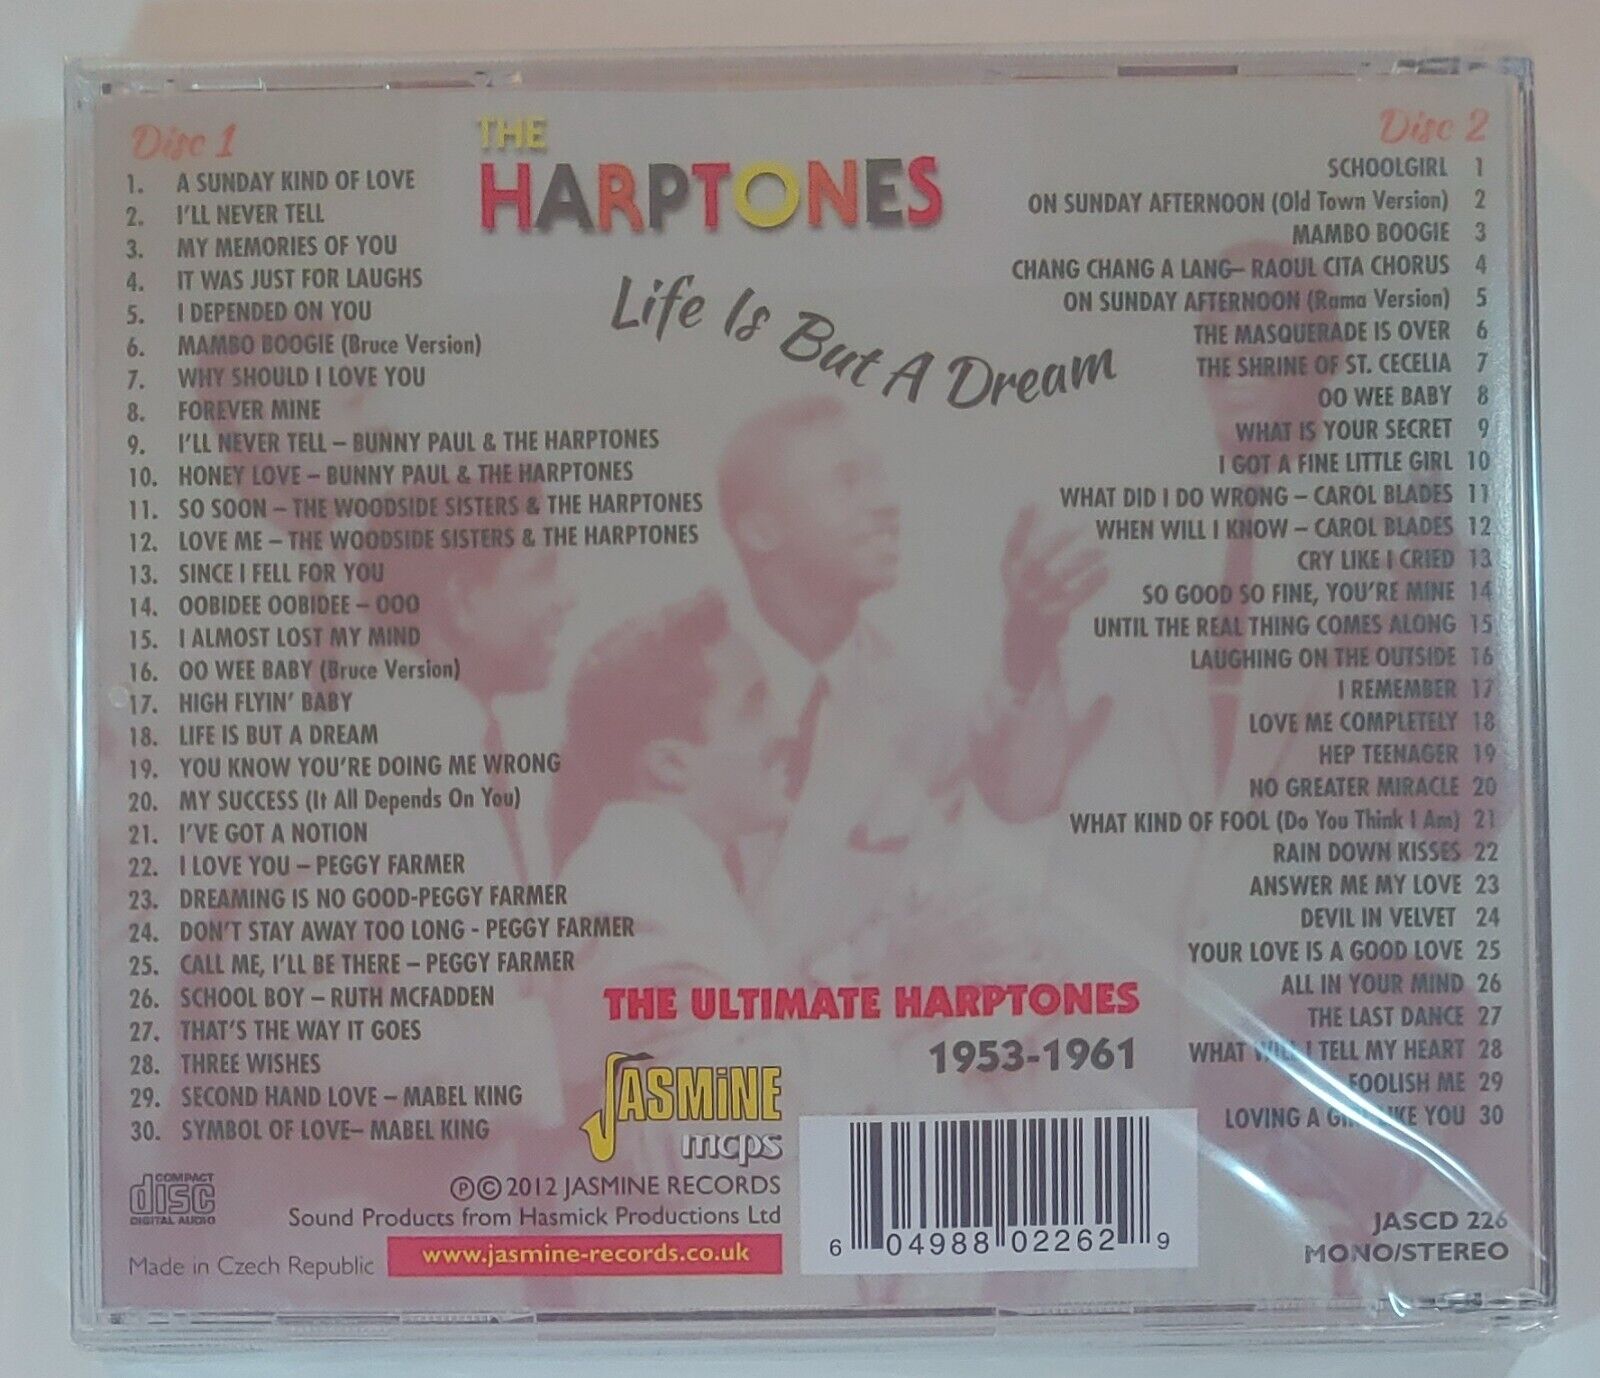 Disc 1
1. A SUNDAY KIND OF LOVE
2. I'LL NEVER TELL
3. MY MEMORIES OF YOU
4. IT WAS JUST FOR LAUGHS
5. I DEPENDED ON YOU
6. MAMBO BOOGIE (Bruce Version)
7. WHY SHOULD I LOVE YOU
8. FOREVER MINE
9. I'LL NEVER TELL – BUNNY PAUL & THE HARPTONES
10. HONEY LOVE – BUNNY PAUL & THE HARPTONES
11. SO SOON – THE WOODSIDE SISTERS & THE HARPTONES
12. LOVE ME – THE WOODSIDE SISTERS & THE HARPTONES
13. SINCE I FELL FOR YOU
14. OOBIDEE OOBIDEE – OOO
15. I ALMOST LOST MY MIND
16. OO WEE BABY (Bruce Version)
17. HIGH FLYIN' BABY
18. LIFE IS BUT A DREAM
19. YOU KNOW YOU'RE DOING ME WRONG
20. MY SUCCESS (It All Depends On You)
21. I'VE GOT A NOTION
22. I LOVE YOU – PEGGY FARMER
23. DREAMING IS NO GOOD-PEGGY FARMER
24. DON'T STAY AWAY TOO LONG - PEGGY FARMER
25. CALL ME, I'LL BE THERE – PEGGY FARMER
26. SCHOOL BOY – RUTH MCFADDEN
27. THAT'S THE WAY IT GOES
28. THREE WISHES
29. SECOND HAND LOVE – MABEL KING
30. SYMBOL OF LOVE– MABEL KING
THE
HARPTONES
Life Is But A Dream
Disc 2
SCHOOLGIRL 1
ON SUNDAY AFTERNOON (Old Town Version) 2
MAMBO BOOGIE 3
CHANG CHANG A LANG– RAOUL CITA CHORUS 4
ON SUNDAY AFTERNOON (Rama Version) 5
THE MASQUERADE IS OVER 6
THE SHRINE OF ST. CECELIA 7
OO WEE BABY 8
WHAT IS YOUR SECRET 9
I GOT A FINE LITTLE GIRL 10
WHAT DID I DO WRONG – CAROL BLADES 11
WHEN WILL I KNOW – CAROL BLADES 12
CRY LIKE I CRIED 13
SO GOOD SO FINE, YOU'RE MINE 14
UNTIL THE REAL THING COMES ALONG 15
LAUGHING ON THE OUTSIDE 16
I REMEMBER 17
LOVE ME COMPLETELY 18
HEP TEENAGER 19
NO GREATER MIRACLE 20
WHAT KIND OF FOOL (Do You Think I Am) 21
RAIN DOWN KISSES 22
ANSWER ME MY LOVE 23
DEVIL IN VELVET 24
YOUR LOVE IS A GOOD LOVE 25
ALL IN YOUR MIND 26
THE LAST DANCE 27
WHAT WILL I TELL MY HEART 28
FOOLISH ME 29
LOVING A GIRL LIKE YOU 30
THE ULTIMATE HARPTONES
1953-1961
JASMiNE
mcps
COMPACT
disc
DIGITAL AUDIO
Ⓟ©2012 JASMINE RECORDS
Sound Products from Hasmick Productions Ltd
Made in Czech Republic
www.jasmine-records.co.uk
6 04988 02262 9
JASCD 226
MONO/STEREO